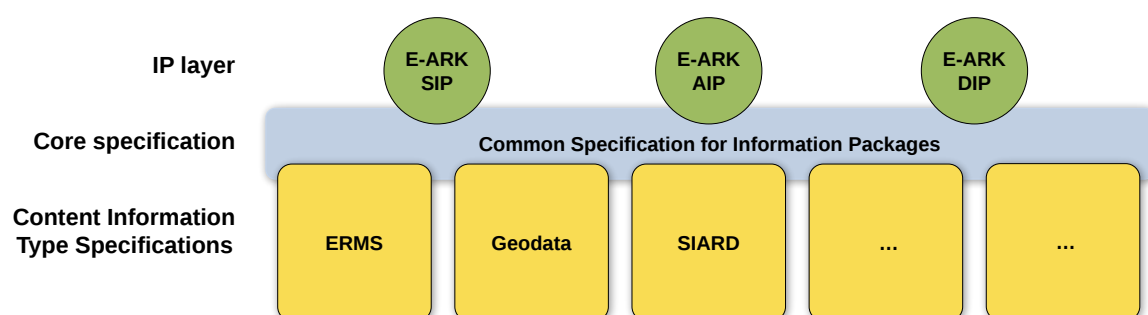 IP layer
E-ARK
SIP
E-ARK
AIP
E-ARK
DIP
Core specification
Common Specification for Information Packages
Content Information
Type Specifications
ERMS
Geodata
SIARD
...
...